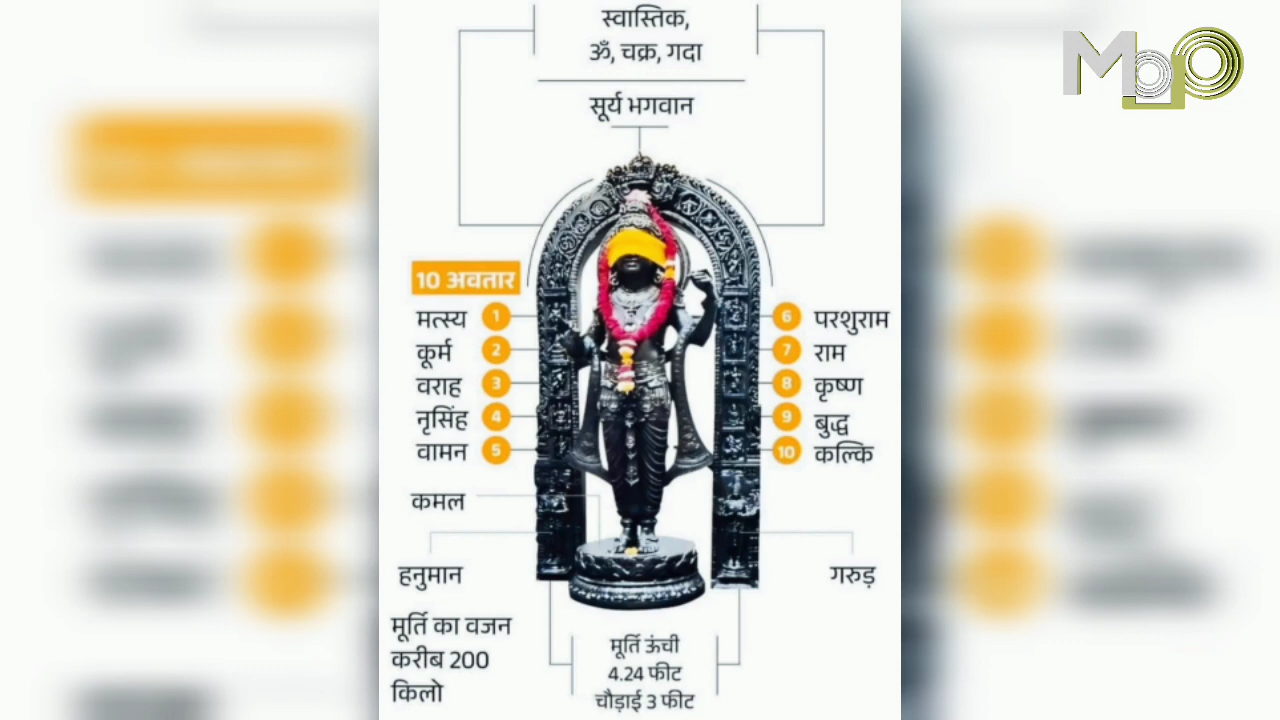 स्वास्तिक,
ॐ, चक्र, गदा
सूर्य भगवान
10 अवतार
मत्स्य 1
कूर्म 2
वराह 3
नृसिंह 4
वामन 5
6 परशुराम
7 राम
8 कृष्ण
9 बुद्ध
10 कल्कि
कमल
हनुमान
गरुड़
मूर्ति का वजन
करीब 200
किलो
मूर्ति ऊंची
4.24 फीट
चौड़ाई 3 फीट
MaP